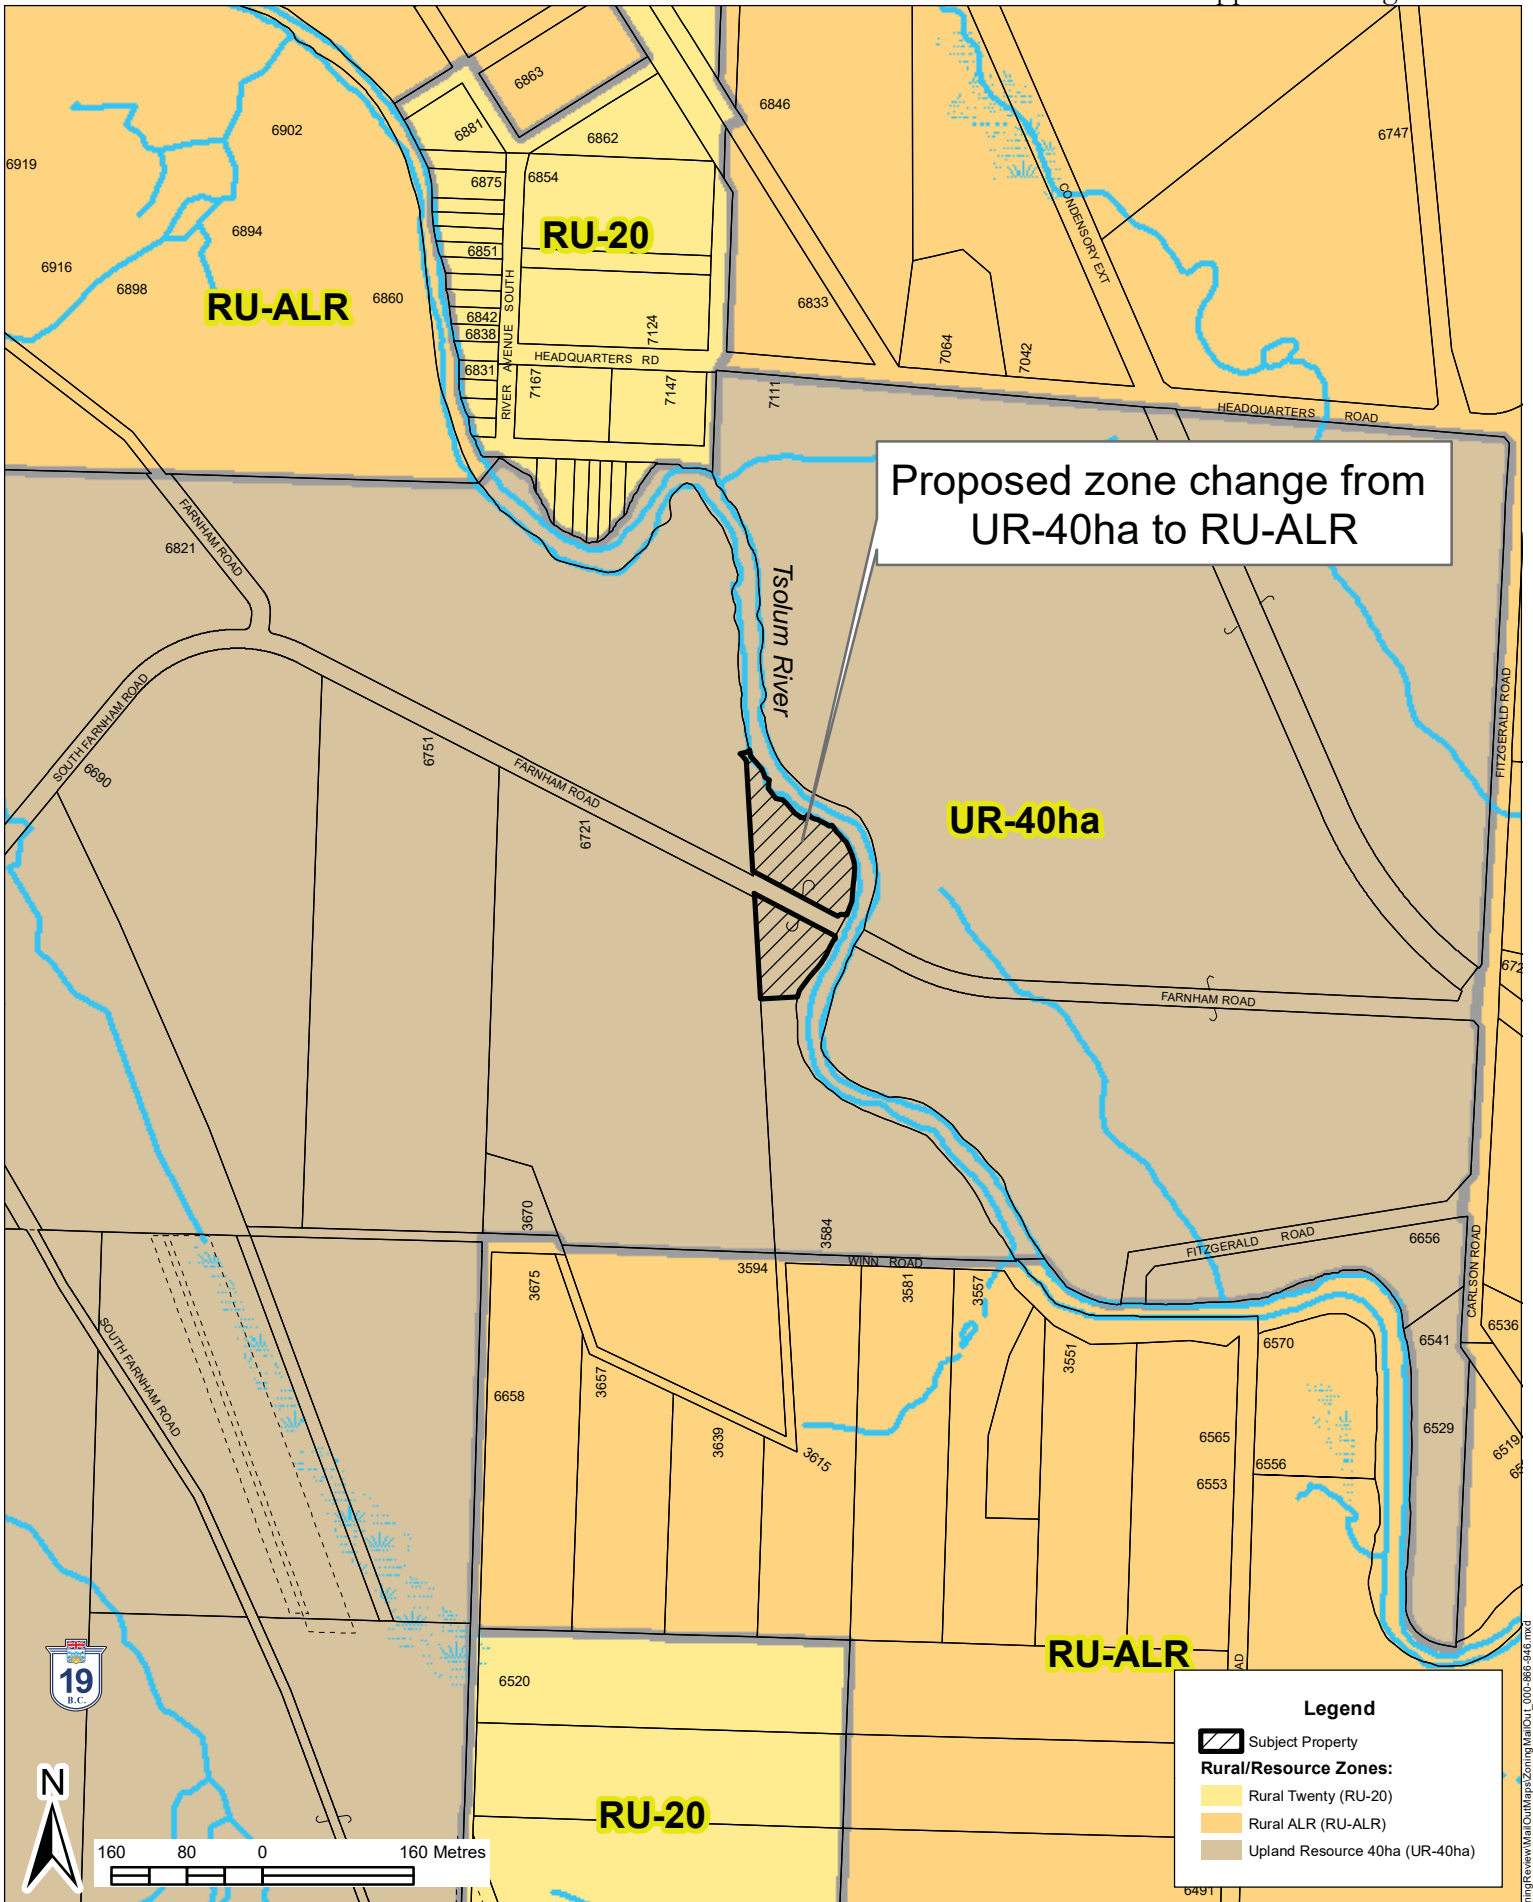 6863
6846
6747
6902
6881
6862
6919
6875
6854
RU-20
CONDENSORY EXT
6894
6851
6916
6898
RU-ALR
6860
6842
6838
RIVER AVENUE SOUTH
7124
6833
7064
7042
HEADQUARTERS RD
6831
7167
7147
7111
HEADQUARTERS ROAD
Proposed zone change from
UR-40ha to RU-ALR
FARNHAM ROAD
6821
Tsolum River
SOUTH FARNHAM ROAD
6690
6751
FARNHAM ROAD
6721
UR-40ha
FITZGERALD ROAD
FARNHAM ROAD
3670
3584
FITZGERALD ROAD
6656
CARLSON ROAD
WINN ROAD
3594
3675
3581
3557
SOUTH FARNHAM ROAD
6536
6541
6570
3551
3657
6658
6529
3639
3615
6565
6519
6556
6553
RU-ALR
19
B.C.
6520
RU-20
N
160 80 0 160 Metres
Legend
Subject Property
Rural/Resource Zones:
Rural Twenty (RU-20)
Rural ALR (RU-ALR)
Upland Resource 40ha (UR-40ha)
6491